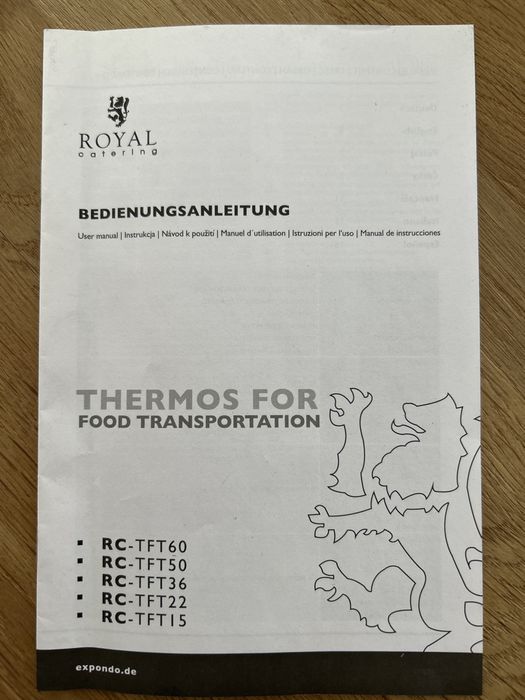 ROYAL
catering
BEDIENUNGSANLEITUNG
User manual | Instrukcja | Návod k použití | Manuel d´utilisation | Istruzioni per l'uso | Manual de instrucciones
THERMOS FOR
FOOD TRANSPORTATION
▪ RC-TFT60
▪ RC-TFT50
▪ RC-TFT36
▪ RC-TFT22
▪ RC-TFT15
expondo.de